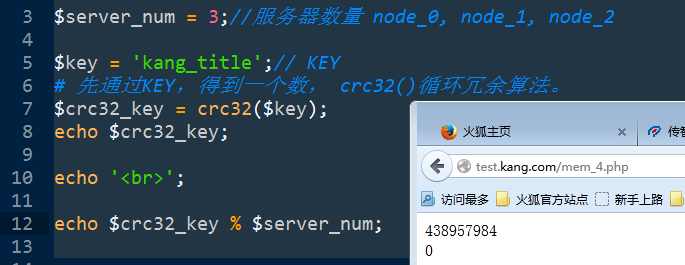 3 $server_num = 3;//服务器数量 node_0, node_1, node_2
4
5 $key = 'kang_title';// KEY
6 # 先通过KEY，得到一个数， crc32()循环冗余算法。
7 $crc32_key = crc32($key);
8 echo $crc32_key;
9
10 echo '<br>';
11
12 echo $crc32_key % $server_num;
13
火狐主页 × 传智
test.kang.com/mem_4.php
访问最多 火狐官方站点 新手上路
438957984
0